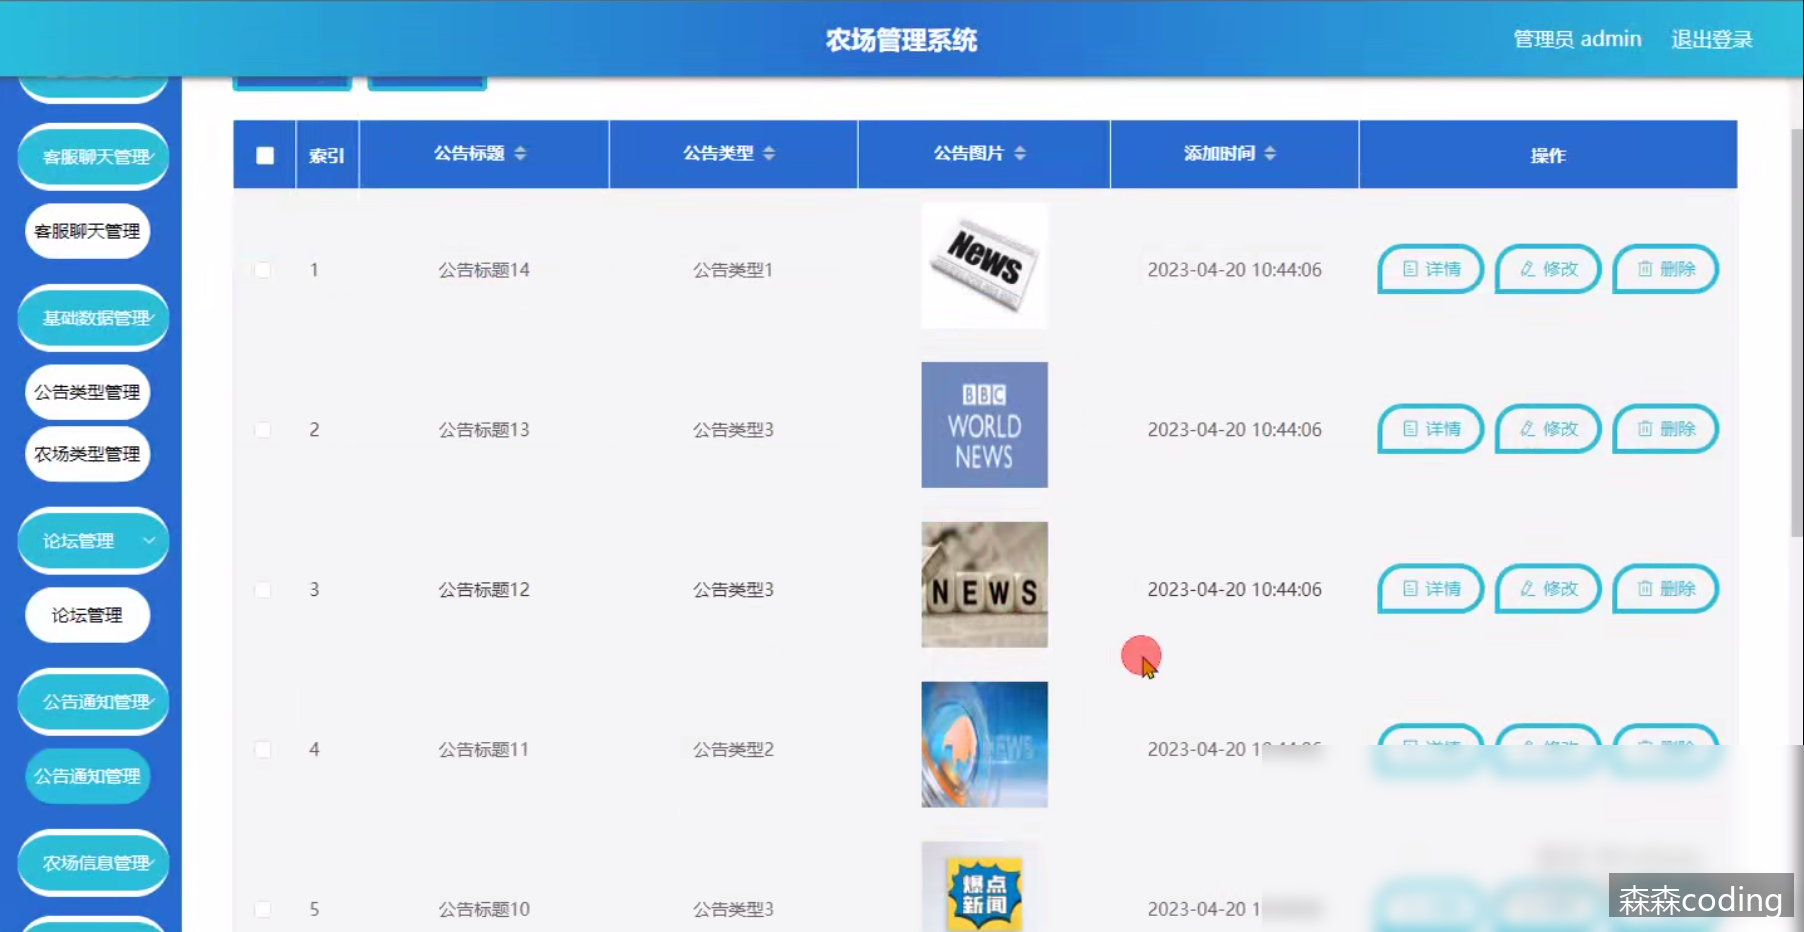 农场管理系统
管理员 admin 退出登录
客服聊天管理
客服聊天管理
基础数据管理
公告类型管理
农场类型管理
论坛管理
论坛管理
公告通知管理
公告通知管理
农场信息管理
索引 公告标题 公告类型 公告图片 添加时间 操作
1 公告标题14 公告类型1 News 2023-04-20 10:44:06 详情 修改 删除
2 公告标题13 公告类型3 BBC WORLD NEWS 2023-04-20 10:44:06 详情 修改 删除
3 公告标题12 公告类型3 NEWS 2023-04-20 10:44:06 详情 修改 删除
4 公告标题11 公告类型2 NEWS 2023-04-20
5 公告标题10 公告类型3 爆点新闻 2023-04-20
森森coding